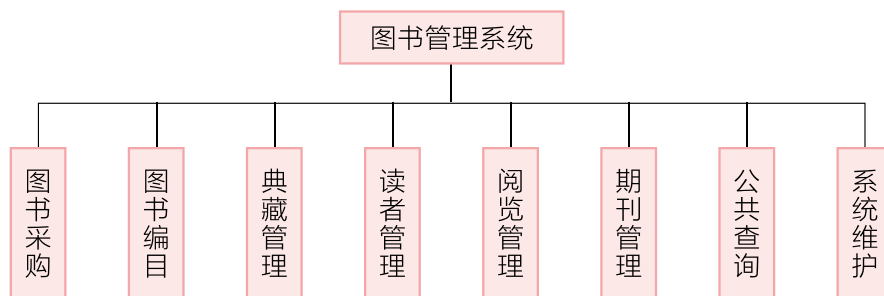 图书管理系统
图书采购
图书编目
典藏管理
读者管理
阅览管理
期刊管理
公共查询
系统维护